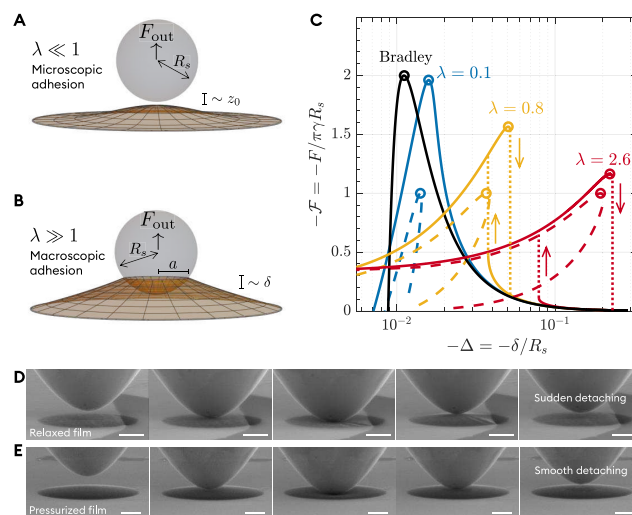 A
λ ≪ 1
Microscopic
adhesion
F_out
R_s
~ z_0
B
λ ≫ 1
Macroscopic
adhesion
F_out
R_s
a
~ δ
C
−ℱ = −F/πγR_s
2
1.5
1
0.5
0
Bradley
λ = 0.1
λ = 0.8
λ = 2.6
10^−2
10^−1
−Δ = −δ/R_s
D
Relaxed film
Sudden detaching
E
Pressurized film
Smooth detaching